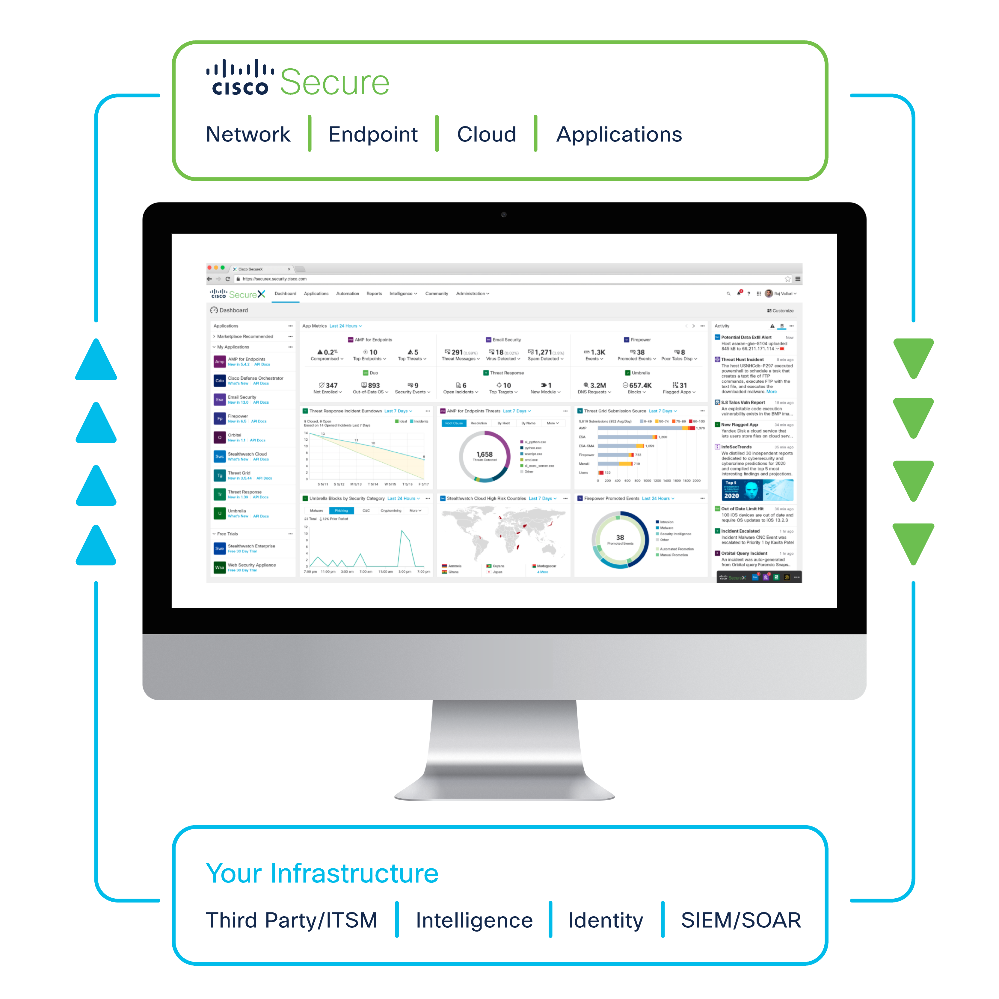 cisco Secure
Network | Endpoint | Cloud | Applications
Cisco SecureX
https://securex.security.cisco.com
cisco SecureX Dashboard Applications Automation Reports Intelligence Community Administration Raj Valluri
Dashboard Customize
Applications
Marketplace Recommended
My Applications
Amp AMP for Endpoints
New in 5.4.2 API Docs
Cdo Cisco Defense Orchestrator
What's New API Docs
Esa Email Security
New in 13.0 API Docs
Fp Firepower
New in 6.5 API Docs
O Orbital
New in 1.1 API Docs
Swc Stealthwatch Cloud
What's New API Docs
Tg Threat Grid
New in 3.5.44 API Docs
Tr Threat Response
New in 1.39 API Docs
U Umbrella
What's New API Docs
Free Trials
Swe Stealthwatch Enterprise
Free 30 Day Trial
Wsa Web Security Appliance
Free 30 Day Trial
App Metrics Last 24 Hours
AMP for Endpoints
0.2% 10 5
Compromised Top Endpoints Top Threats
Email Security
291 (0.89%) 18 (0.02%) 1,271 (3.8%)
Threat Messages Virus Detected Spam Detected
Firepower
1.3K 38 8
Events Promoted Events Poor Talos Disp
Duo
347 893 9
Not Enrolled Out-of-Date OS Security Events
Threat Response
6 10 1
Open Incidents Top Targets New Module
Umbrella
3.2M 657.4K 31
DNS Requests Blocks Flagged Apps
Threat Response Incident Burndown Last 7 Days
8 Closed, 6 Open
Based on 14 Opened Incidents Last 7 Days
Ideal Incidents
14
12
10
8
6
4
2
0
13 11 10 6
S 5/11 S 5/12 M 5/13 T 5/14 W 5/15 T 5/16 F 5/17
AMP for Endpoints Threats Last 7 Days
Root Cause Resolution By Host By Name More
1,658
Threats Detected
ai_python.exe
python.exe
wscript.exe
cmd.exe
ai_exec_server.exe
Other
Threat Grid Submission Source Last 7 Days
5,819 Submissions (852 Avg/Day) 0-49 50-74 75-89 90-100
AMP 1,976
ESA 1,200
ESA-SMA 1,059
Firepower 733
Meraki 719
Users 122
0 200 400 600 800 1000 1200 1400 1600 1800 2000
Umbrella Blocks by Security Category Last 24 Hours
Malware Phishing C&C Cryptomining More
23 Total ↓12% Prior Period
12
10
8
6
4
2
0
7:00 pm 11:00 pm 3:00 am 7:00 am 11:00 am 3:00 pm 7:00 pm
Stealthwatch Cloud High Risk Countries Last 7 Days
Armneia Guyana Madagascar
Ghana Japan 4 More
Firepower Promoted Events Last 24 Hours
38
Promoted Events
Intrusion
Malware
Security Intelligence
Other
Automated Promotion
Manual Promotion
Activity
Potential Data Exfil Alert Now
Host asaran-gke-8104 uploaded
845 kB to 66.211.171.114
Threat Hunt Incident 8 min ago
The host USNHCdb-P297 executed
powershell to schedule a task that
creates a text file of FTP
commands, executes FTP with the
text file, and executes the
downloaded malware. More
8.8 Talos Vuln Report 18 min ago
An exploitable code execution
vulnerability exists in the BMP ima...
New Flagged App 34 min ago
Yandex Disk a cloud service that
lets users store files on cloud serv...
InfoSecTrends 35 min ago
We distilled 30 independent reports
dedicated to cybersecurity and
cybercrime predictions for 2020
and compiled the top 5 most
interesting findings and projections.
Top 5
CYBERSECURITY
& CYBERCRIME
PREDICTIONS
2020
Out of Date Limit Hit 36 min ago
100 iOS devices are out of date and
require OS updates to iOS 13.2.3
Incident Escalated 1 hr ago
Incident Malware CNC Event was
escalated to Priority 1 by Kavita Patel
Orbital Query Incident 1 hr ago
An incident was auto-generated
from Orbital query Forensic Snaps..
cisco SecureX
Your Infrastructure
Third Party/ITSM | Intelligence | Identity | SIEM/SOAR